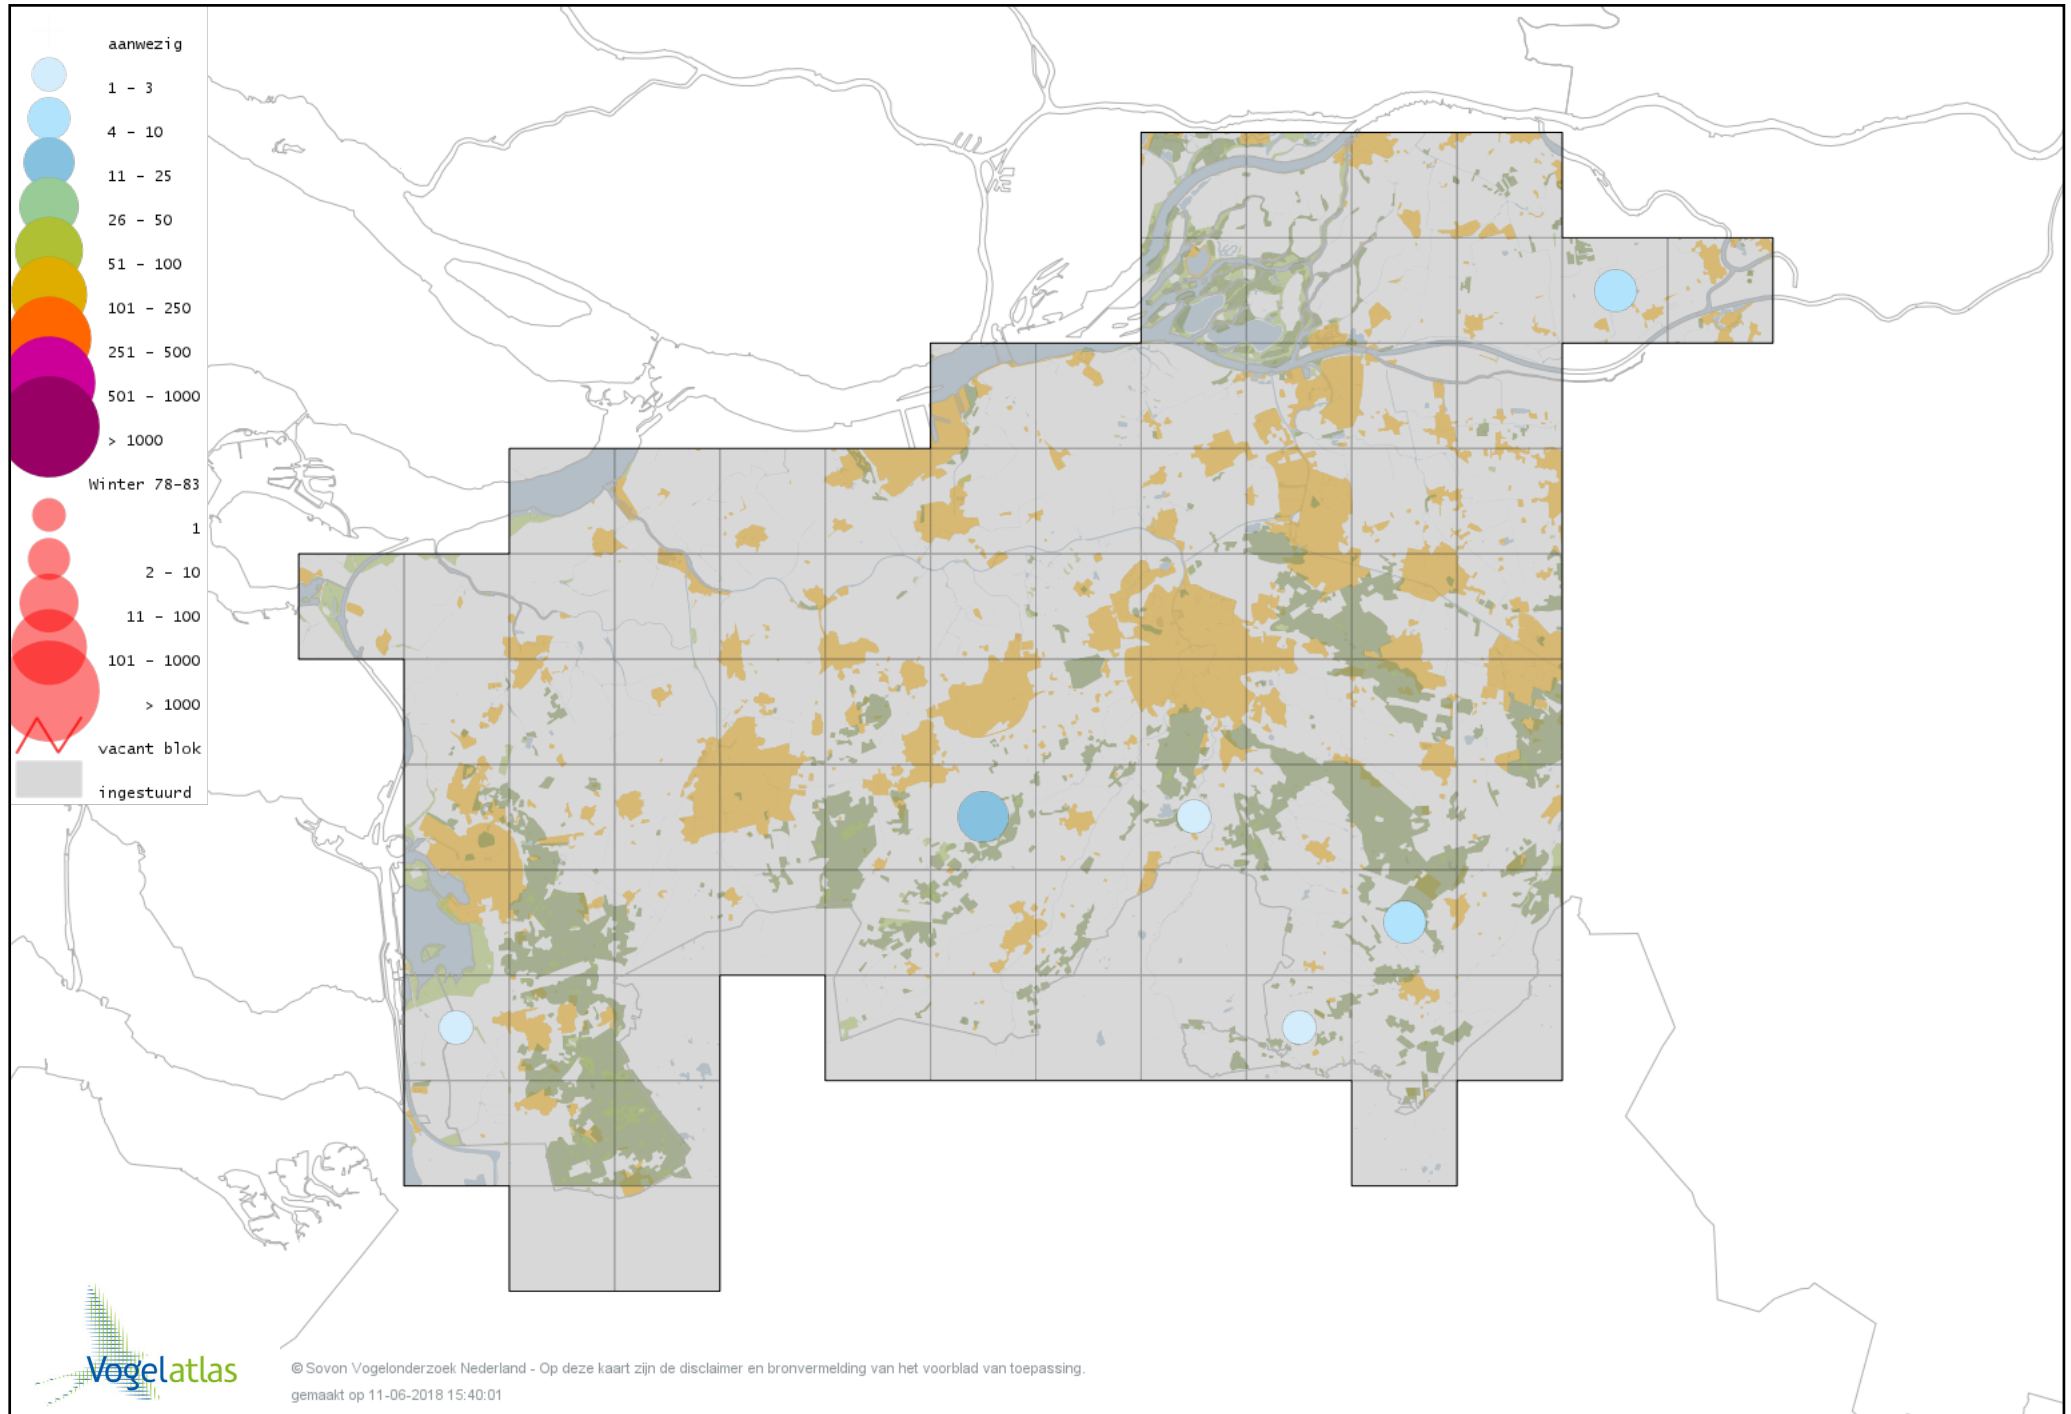 aanwezig
1 – 3
4 – 10
11 – 25
26 – 50
51 – 100
101 – 250
251 – 500
501 – 1000
> 1000
Winter 78-83
1
2 – 10
11 – 100
101 – 1000
> 1000
vacant blok
ingestuurd
Vogelatlas
© Sovon Vogelonderzoek Nederland - Op deze kaart zijn de disclaimer en bronvermelding van het voorblad van toepassing.
gemaakt op 11-06-2018 15:40:01